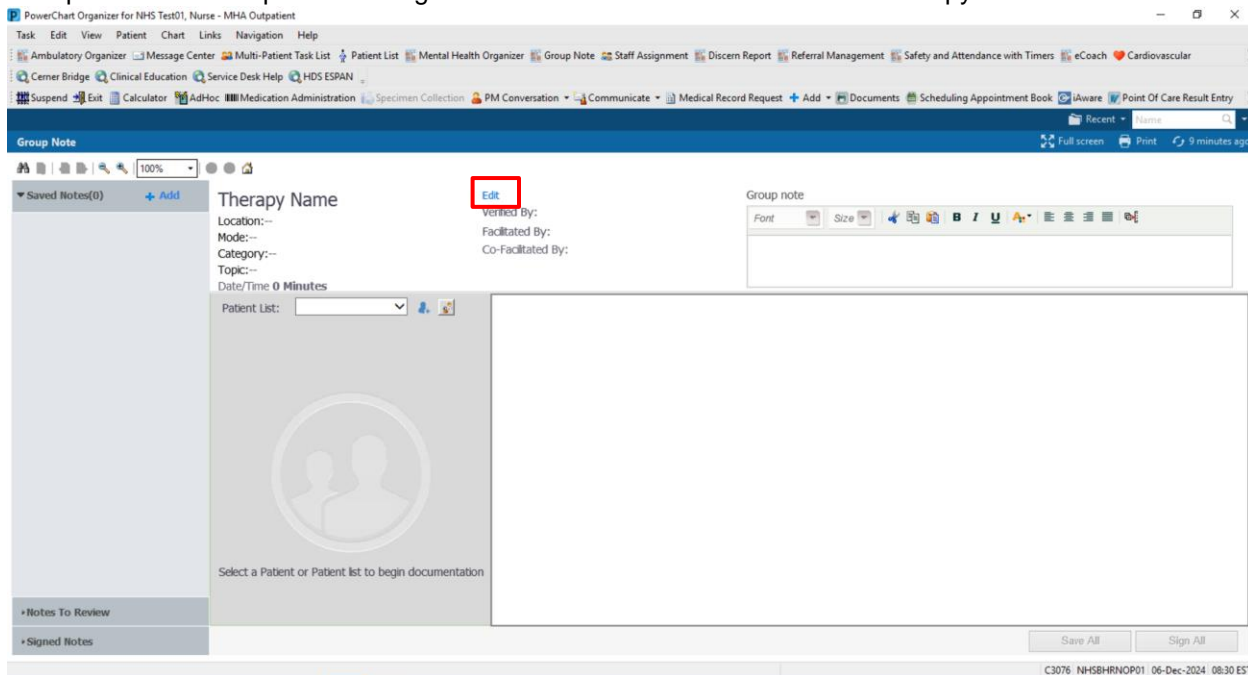 PowerChart Organizer for NHS Test01, Nurse - MHA Outpatient
Task Edit View Patient Chart Links Navigation Help
Ambulatory Organizer Message Center Multi-Patient Task List Patient List Mental Health Organizer Group Note Staff Assignment Discern Report Referral Management Safety and Attendance with Timers eCoach Cardiovascular
Cerner Bridge Clinical Education Service Desk Help HDS ESPAN
Suspend Exit Calculator AdHoc Medication Administration Specimen Collection PM Conversation Communicate Medical Record Request Add Documents Scheduling Appointment Book iAware Point Of Care Result Entry
Recent Name
Group Note Full screen Print 9 minutes ago
100%
Saved Notes(0) Add
Therapy Name
Location:--
Mode:--
Category:--
Topic:--
Date/Time 0 Minutes
Edit
Verified By:
Facilitated By:
Co-Facilitated By:
Group note
Font Size B I U A
Patient List:
Select a Patient or Patient list to begin documentation
Notes To Review
Signed Notes
Save All Sign All
C3076 NHSBHRNOP01 06-Dec-2024 08:30 EST